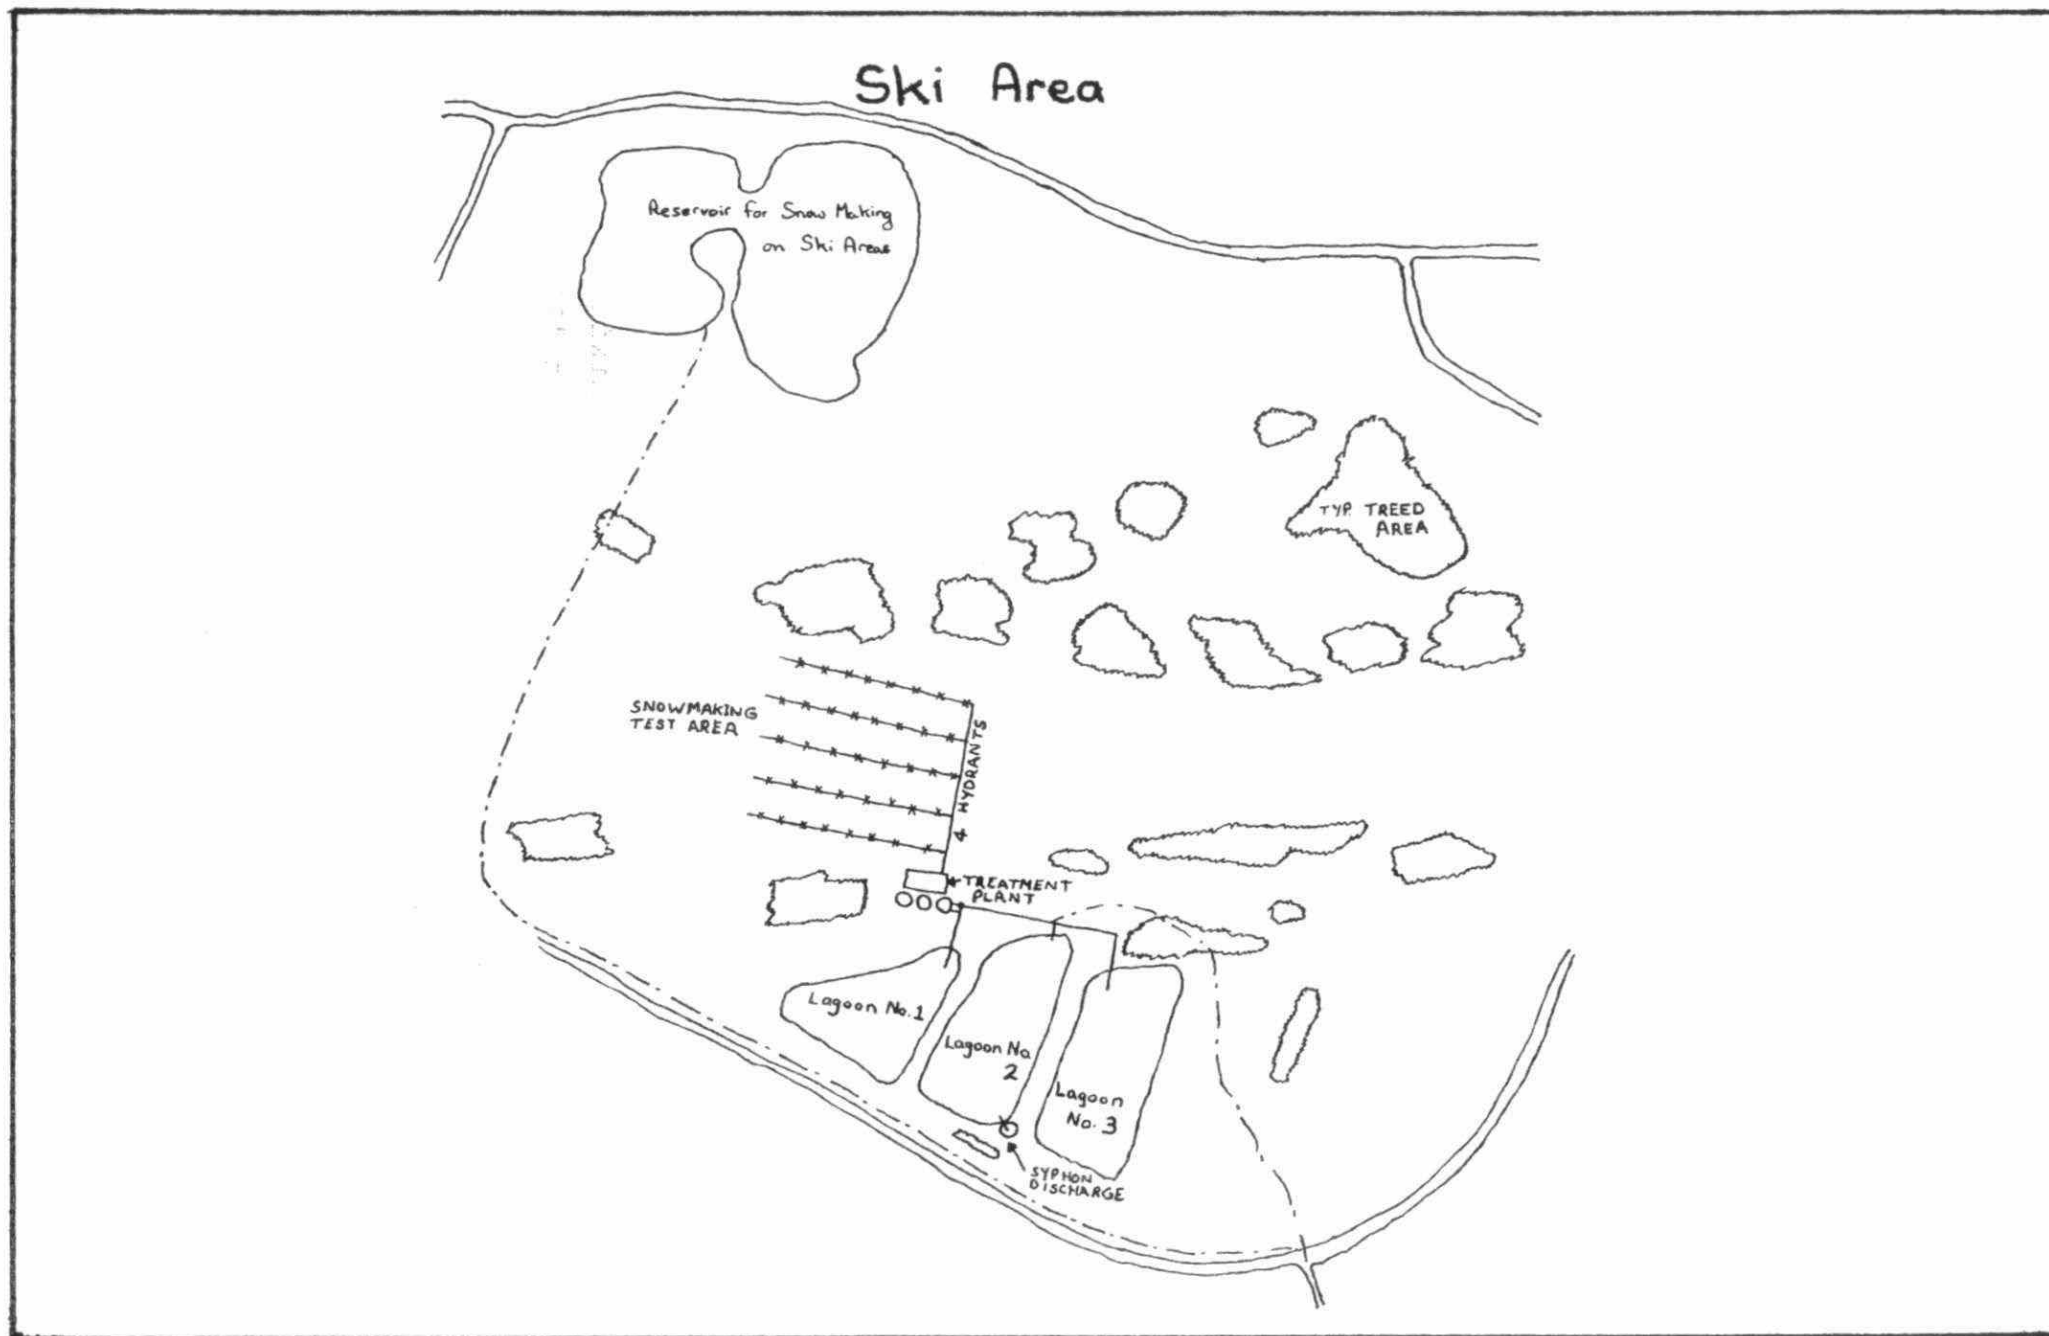 Ski Area
Reservoir for Snow Making
on Ski Areas
TYP. TREED
AREA
SNOWMAKING
TEST AREA
4 HYDRANTS
TREATMENT
PLANT
Lagoon No.1
Lagoon No
2
Lagoon
No. 3
SYPHON
DISCHARGE